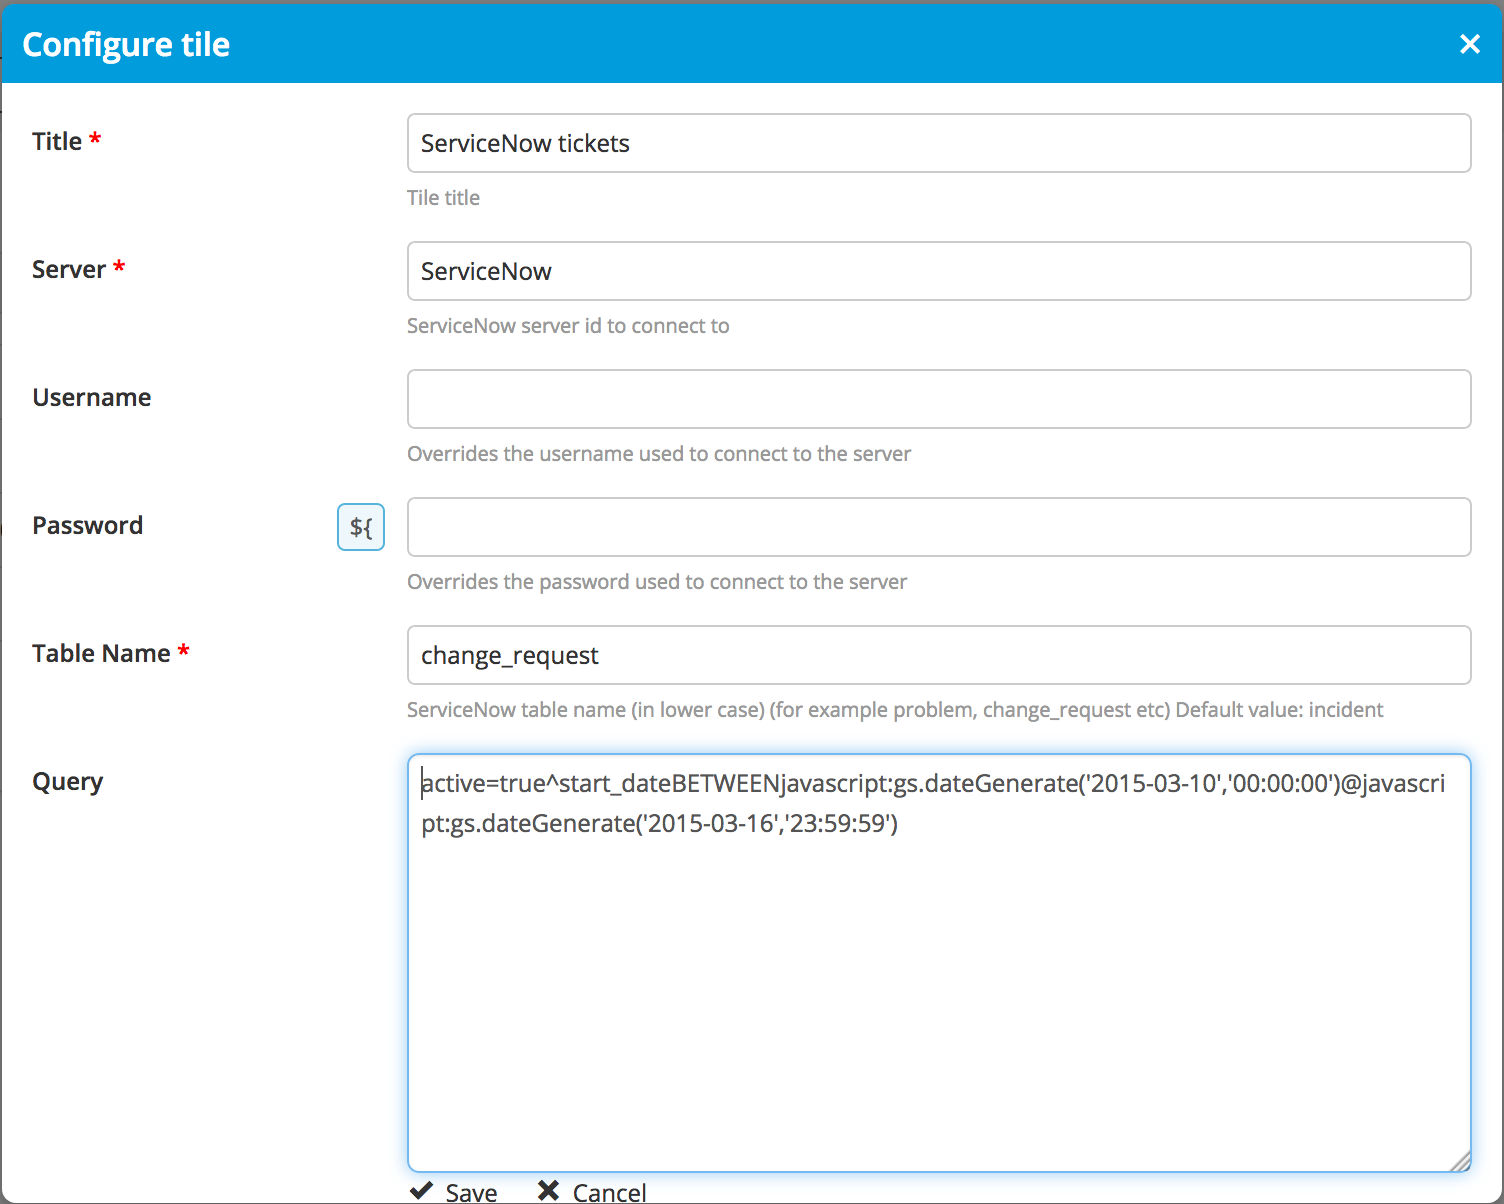 Configure tile
Title *
ServiceNow tickets
Tile title
Server *
ServiceNow
ServiceNow server id to connect to
Username
Overrides the username used to connect to the server
Password
${
Overrides the password used to connect to the server
Table Name *
change_request
ServiceNow table name (in lower case) (for example problem, change_request etc) Default value: incident
Query
active=true^start_dateBETWEENjavascript:gs.dateGenerate('2015-03-10','00:00:00')@javascri
pt:gs.dateGenerate('2015-03-16','23:59:59')
Save
Cancel